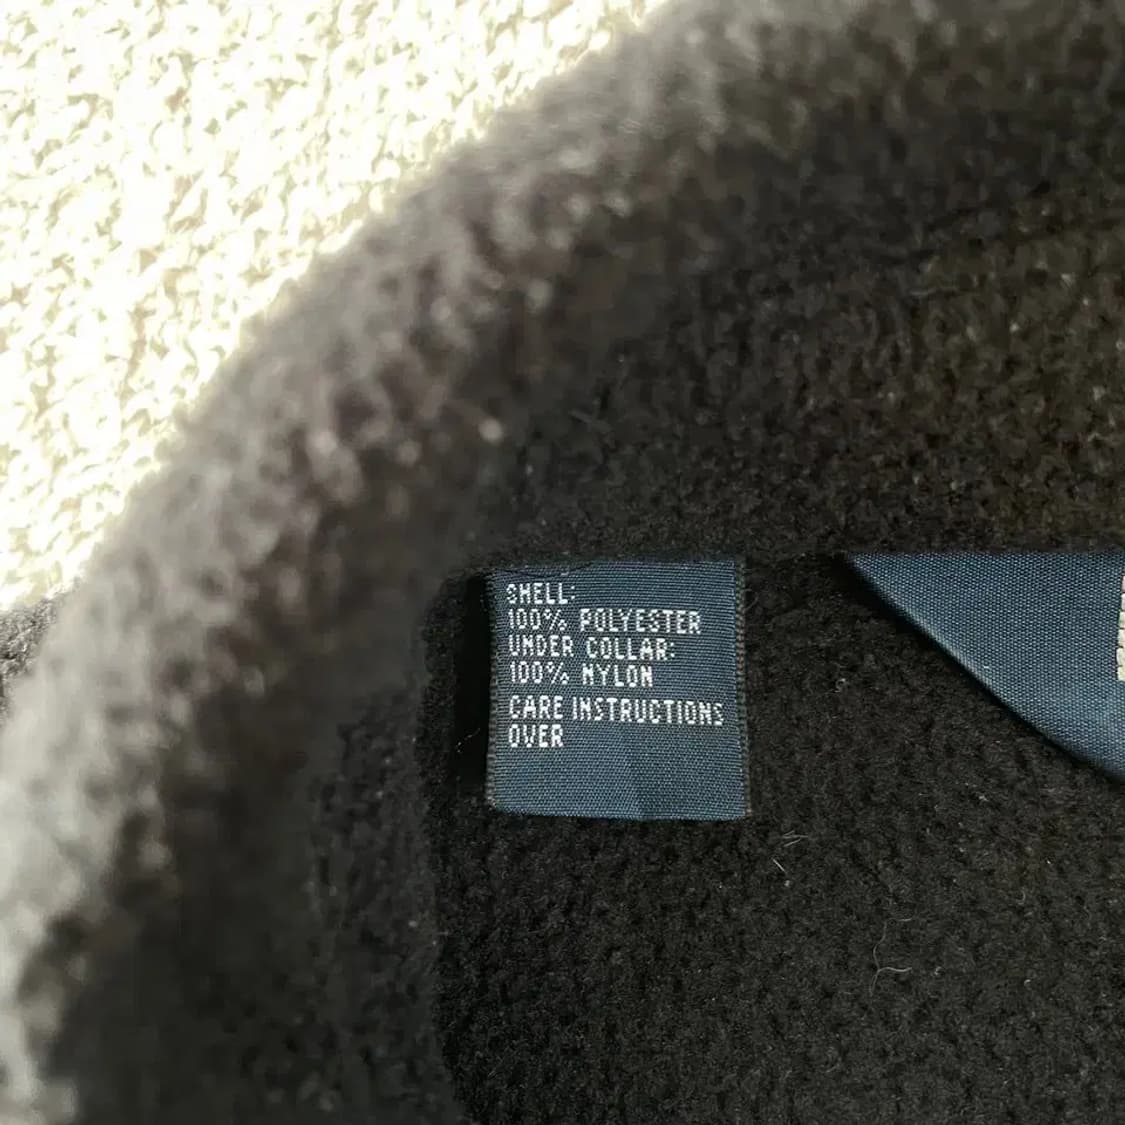 SHELL:
100% POLYESTER
UNDER COLLAR:
100% NYLON
CARE INSTRUCTIONS
OVER